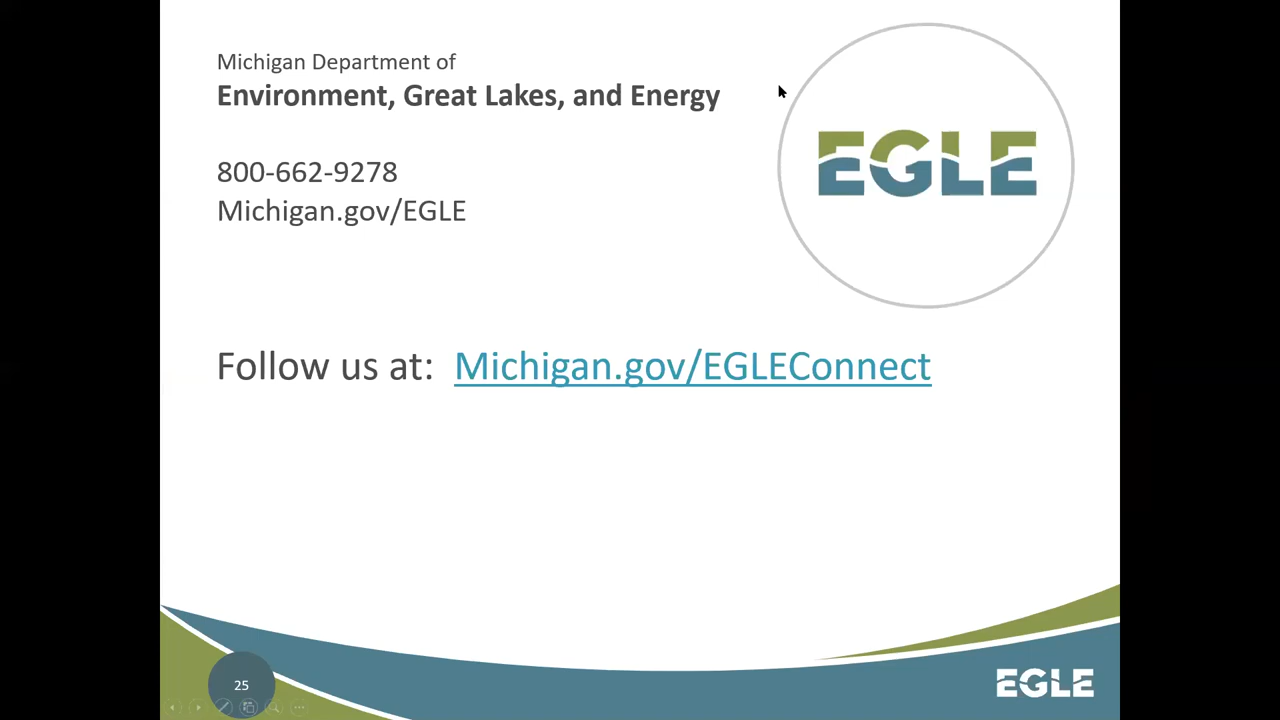 Michigan Department of
Environment, Great Lakes, and Energy
EGLE
800-662-9278
Michigan.gov/EGLE
Follow us at: Michigan.gov/EGLEConnect
25
EGLE